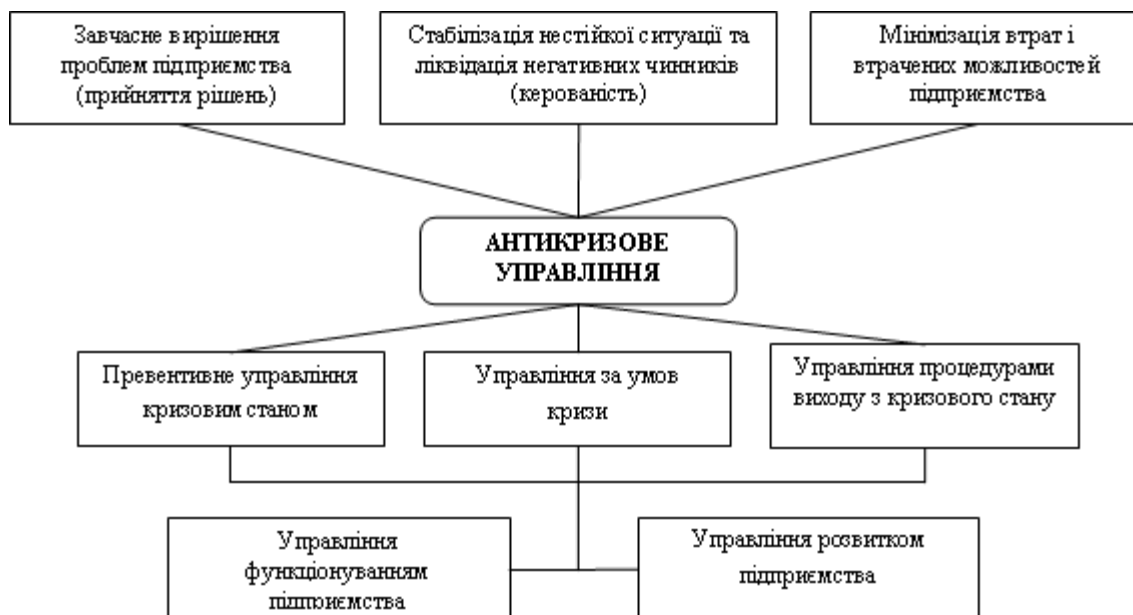 Завчасне вирішення
проблем підприємства
(прийняття рішень)
Стабілізація нестійкої ситуації та
ліквідація негативних чинників
(керованість)
Мінімізація втрат і
втрачених можливостей
підприємства
АНТИКРИЗОВЕ
УПРАВЛІННЯ
Превентивне управління
кризовим станом
Управління за умов
кризи
Управління процедурами
виходу з кризового стану
Управління
функціонуванням
підприємства
Управління розвитком
підприємства